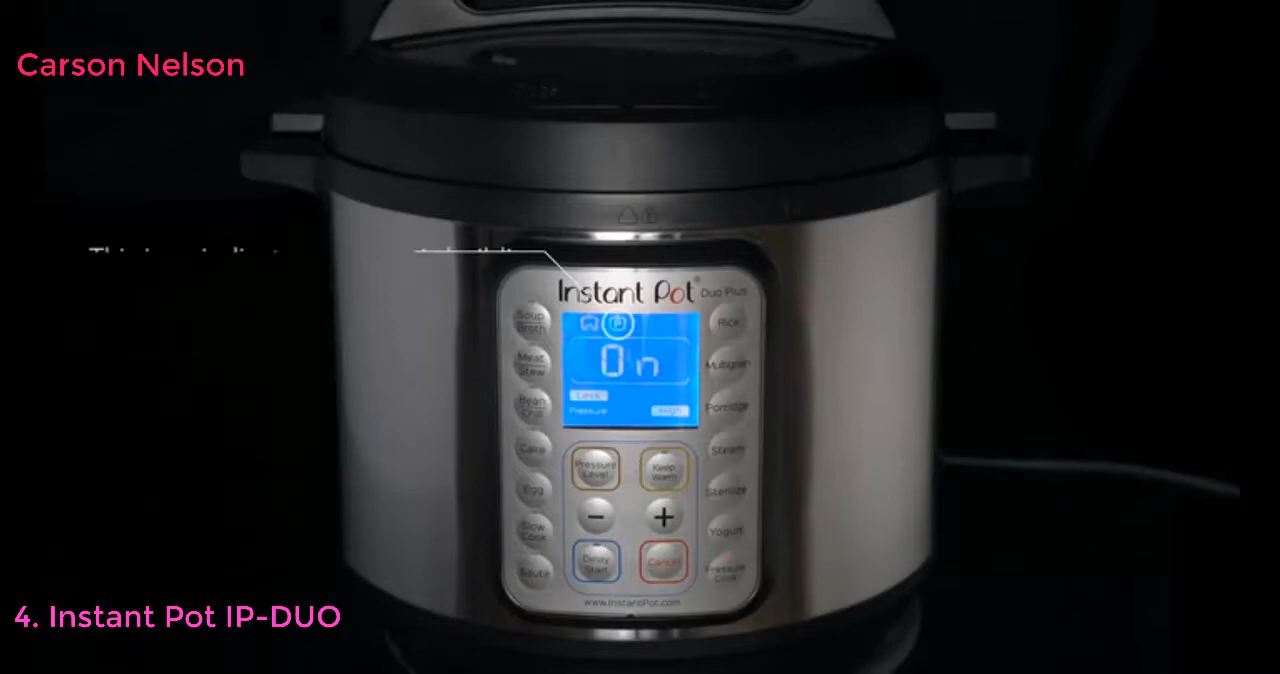 Carson Nelson
Instant Pot® Duo Plus
Soup
Broth
Rice
On
Meat
Stew
Multigrain
Less
Bean
Chili
Pressure High
Porridge
Cake
Steam
Pressure
Level
Keep
Warm
Egg
Sterilize
− +
Slow
Cook
Yogurt
Delay
Start
Cancel
Sauté
Pressure
Cook
www.InstantPot.com
4. Instant Pot IP-DUO